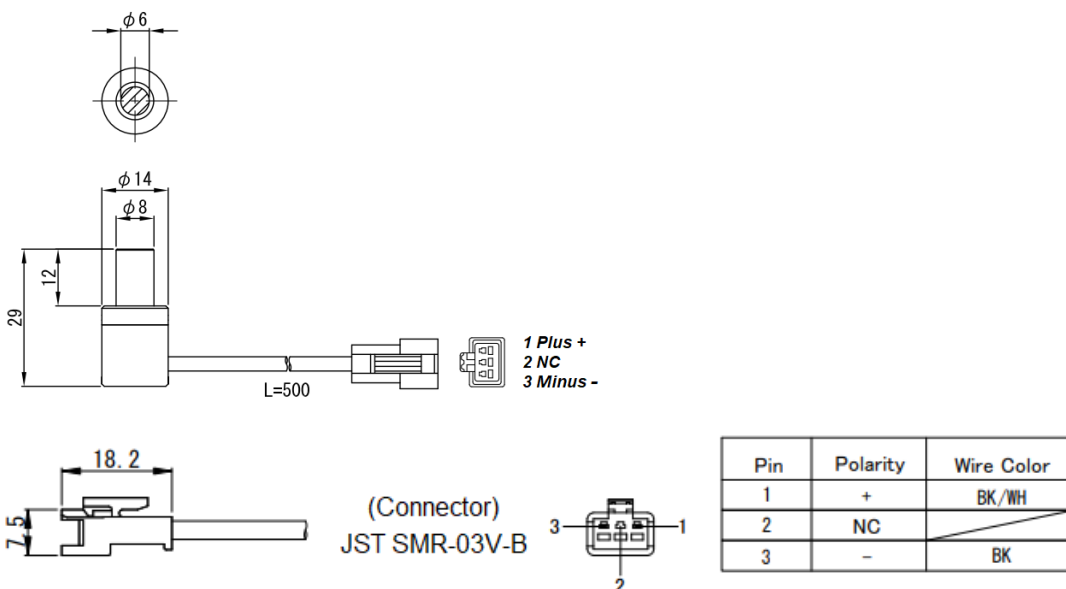 φ6
φ14
φ8
12
29
L=500
1 Plus +
2 NC
3 Minus -
18.2
7.5
(Connector)
JST SMR-03V-B
3
1
2
Pin Polarity Wire Color
1 + BK/WH
2 NC
3 − BK